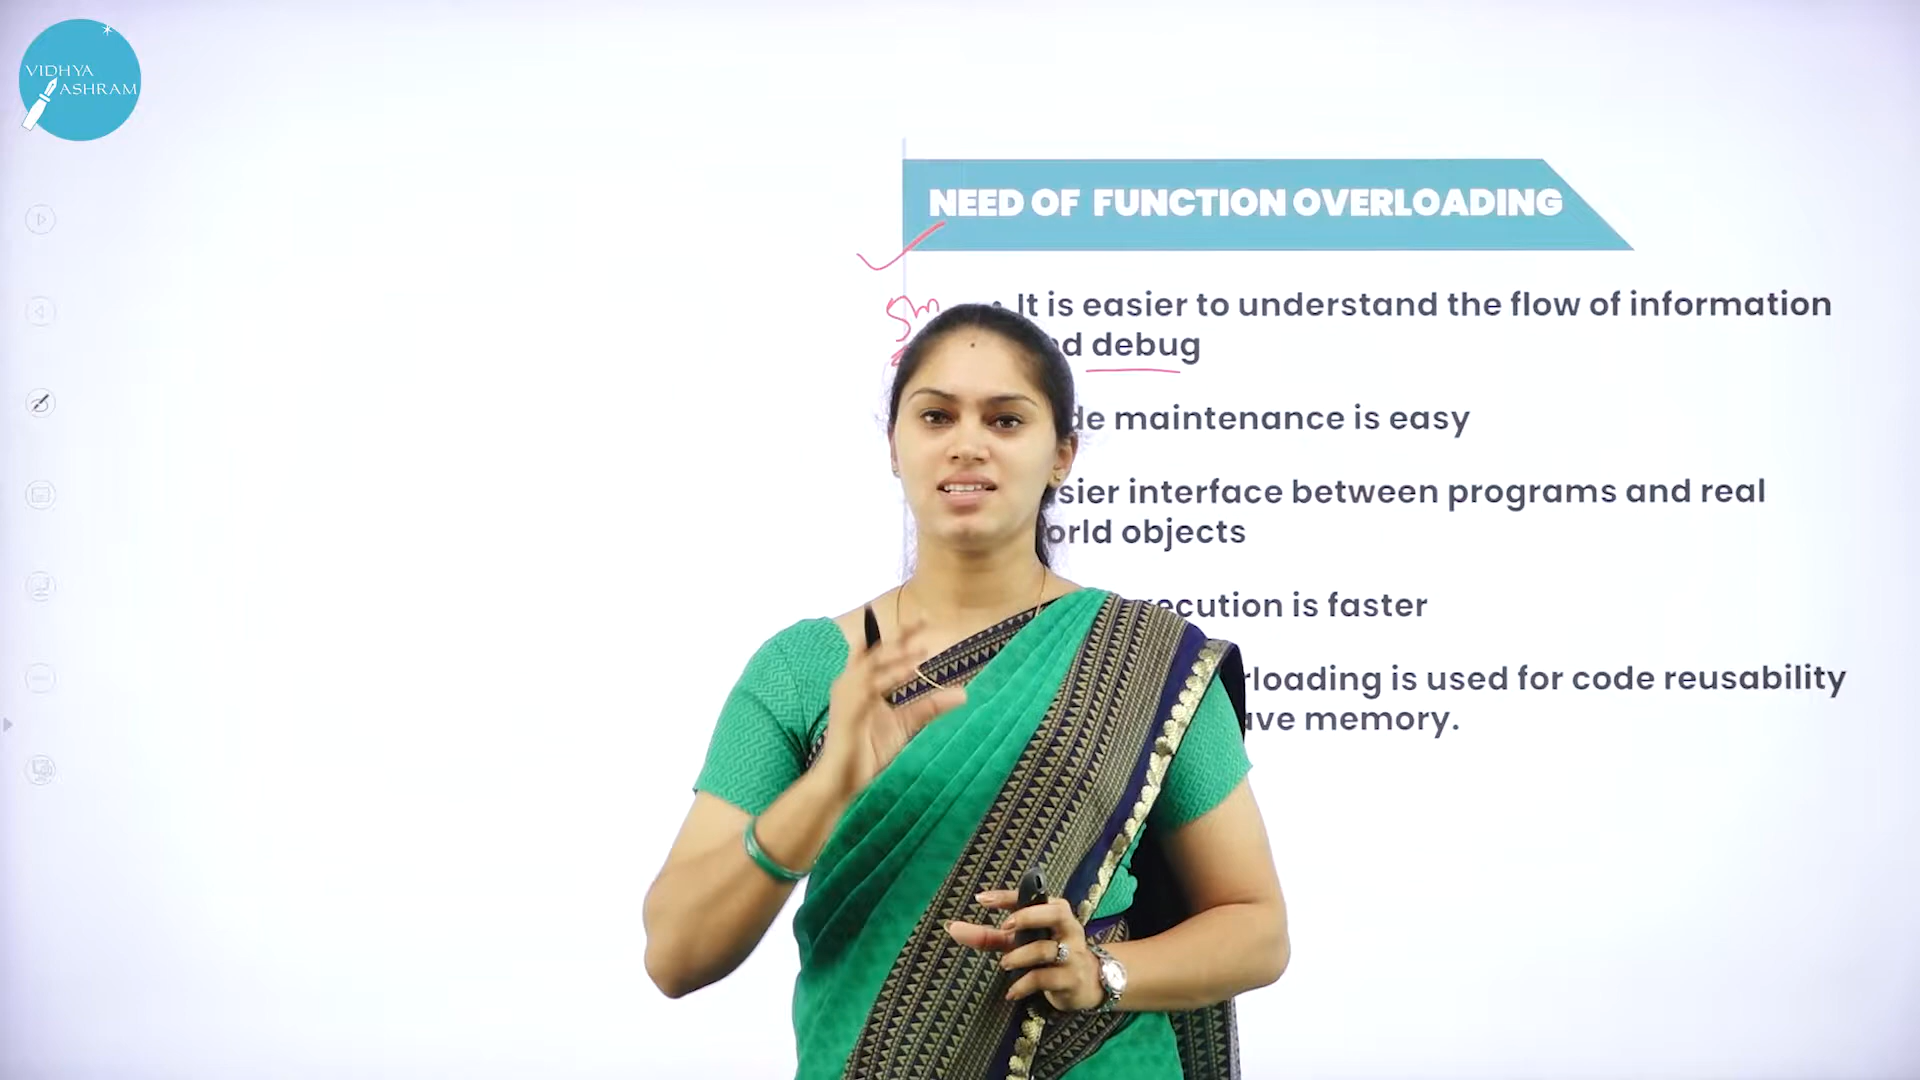 VIDHYA
ASHRAM
NEED OF FUNCTION OVERLOADING
5m
• It is easier to understand the flow of information
debug
maintenance is easy
interface between programs and real
objects
is faster
is used for code reusability
memory.